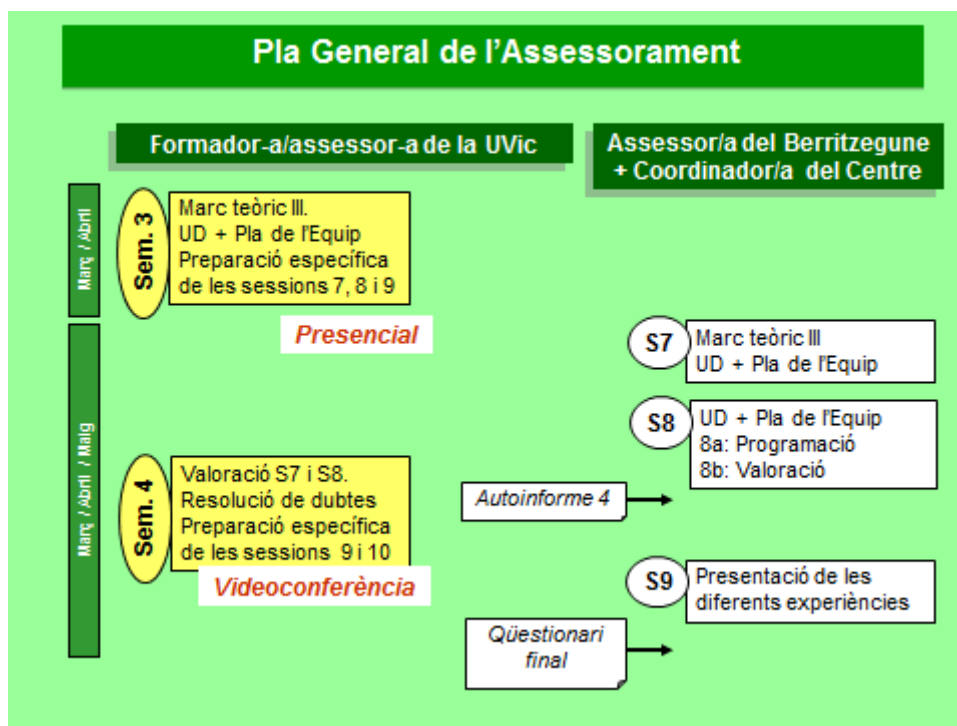 Pla General de l'Assessorament
Formador-a/assessor-a de la UVic
Assessor/a del Berritzegune
+ Coordinador/a del Centre
Març / Abril
Sem. 3
Marc teòric III.
UD + Pla de l'Equip
Preparació específica
de les sessions 7, 8 i 9
Presencial
S7
Marc teòric III
UD + Pla de l'Equip
S8
UD + Pla de l'Equip
8a: Programació
8b: Valoració
Març / Abril / Maig
Sem. 4
Valoració S7 i S8.
Resolució de dubtes
Preparació específica
de les sessions 9 i 10
Videoconferència
Autoinforme 4
S9
Presentació de les
diferents experiències
Qüestionari
final